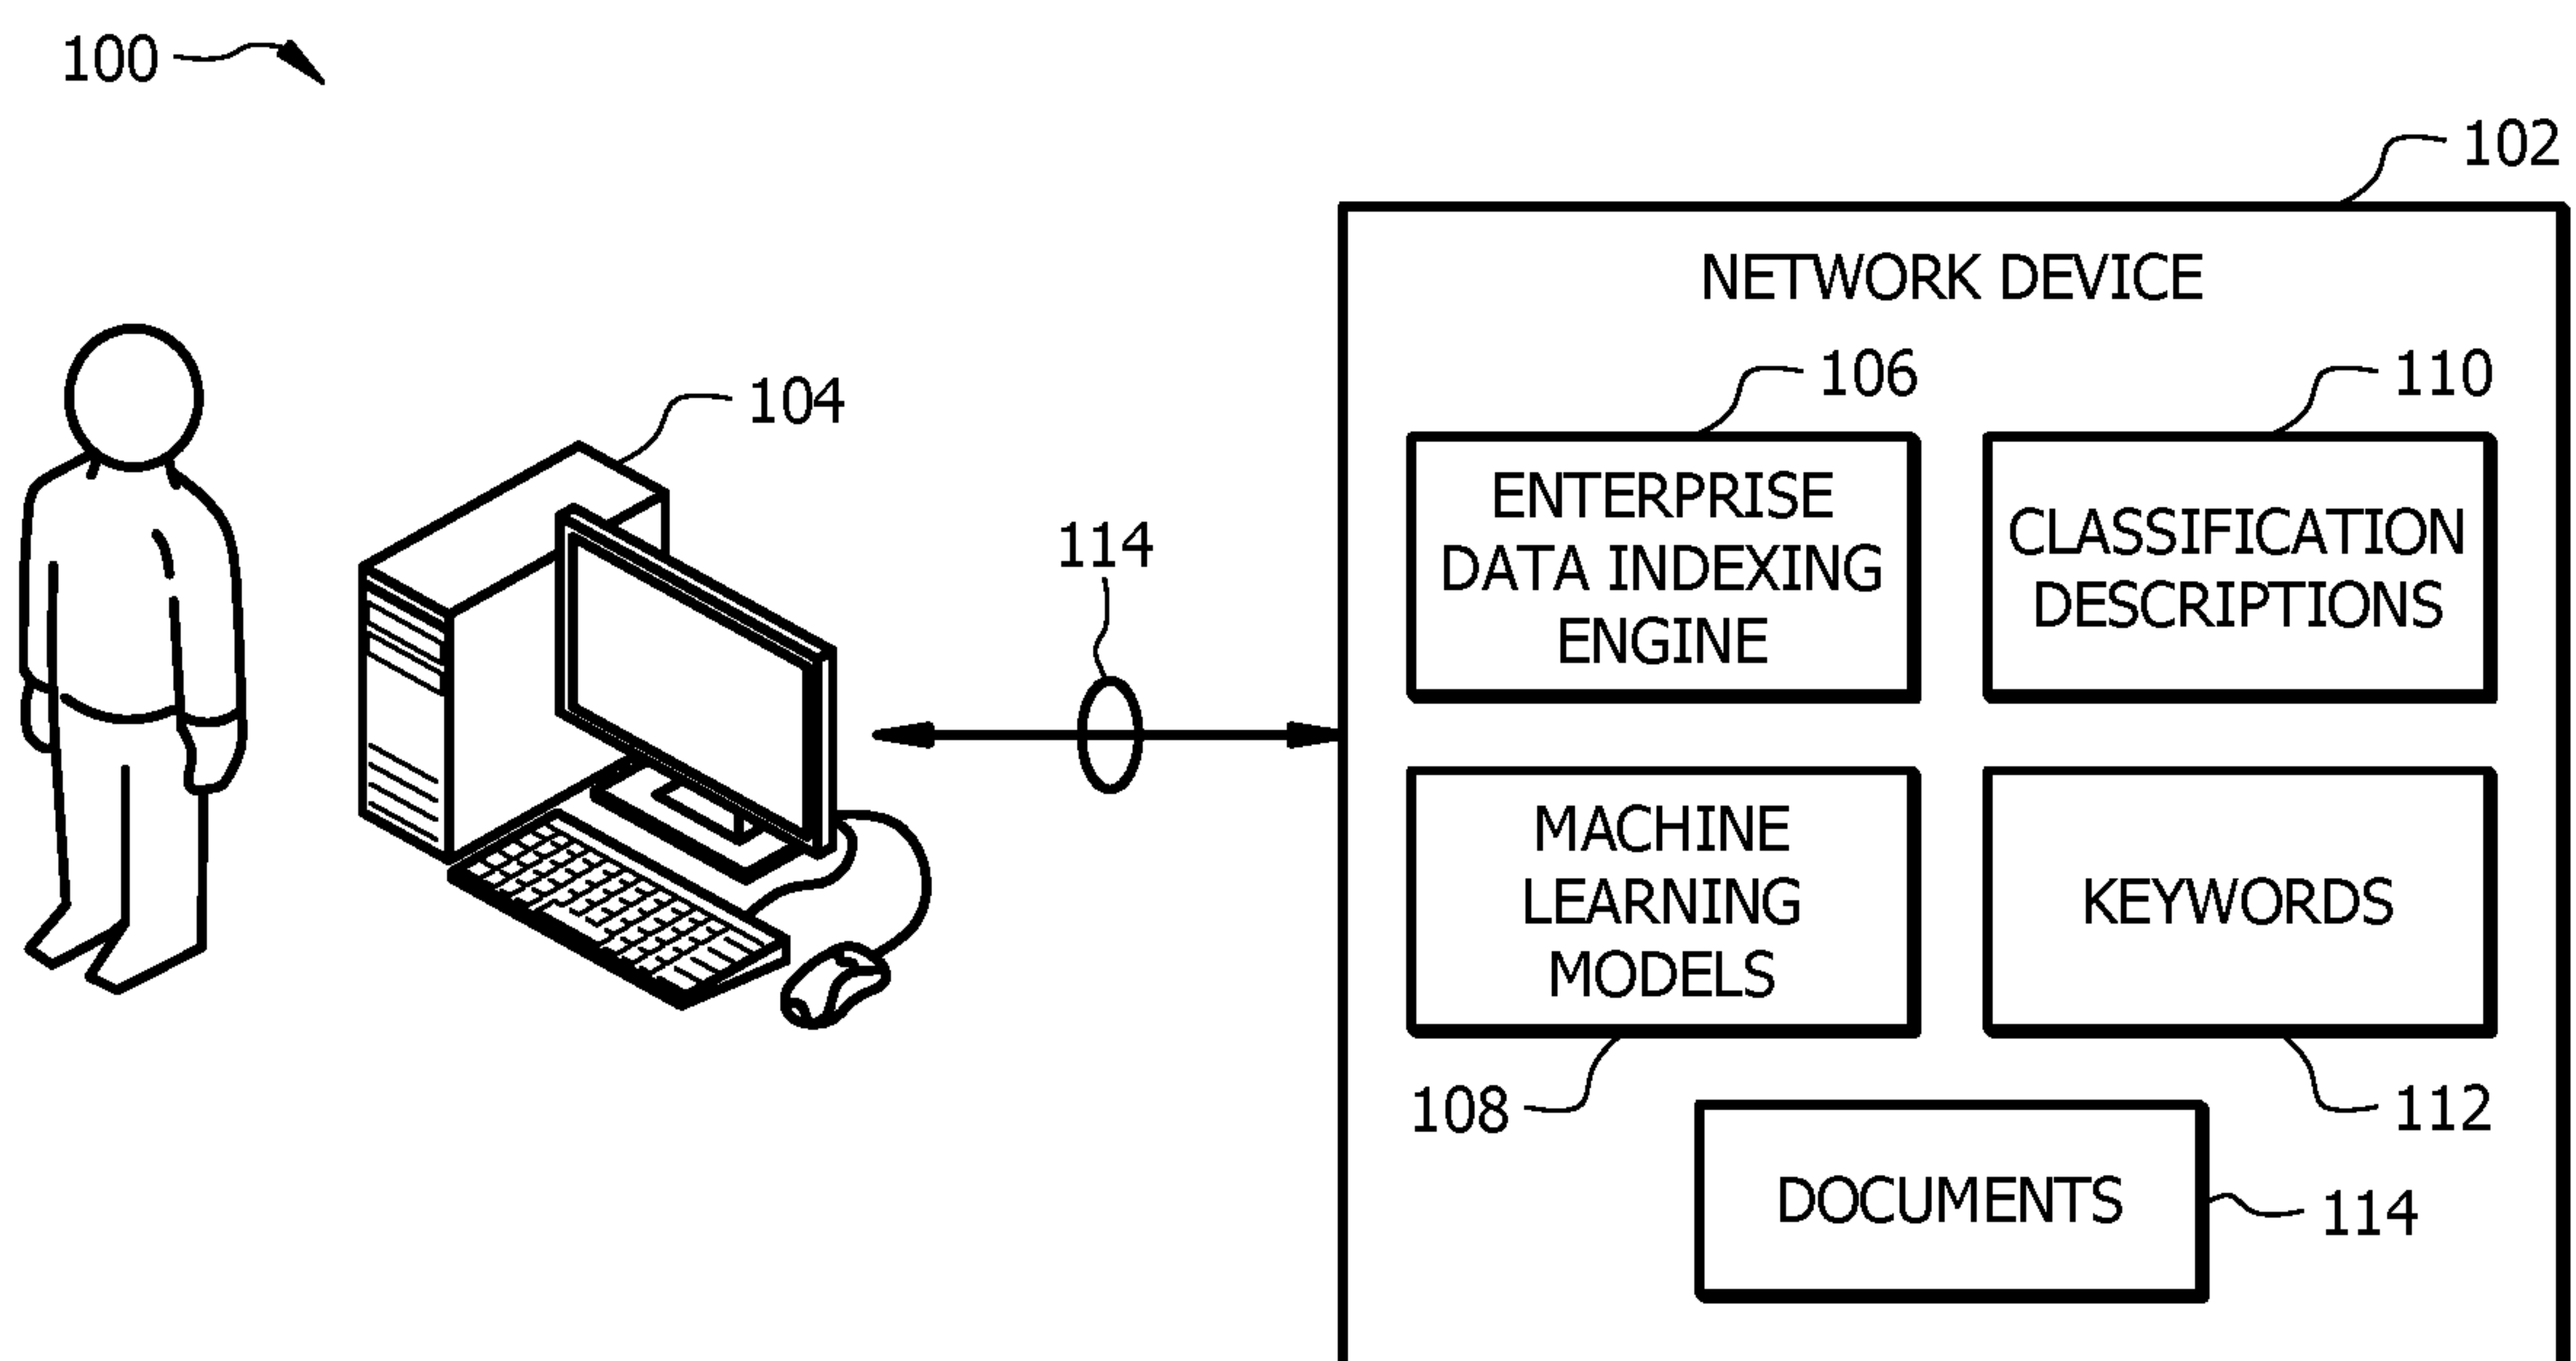 100
102
NETWORK DEVICE
106
110
104
ENTERPRISE
DATA INDEXING
ENGINE
CLASSIFICATION
DESCRIPTIONS
114
MACHINE
LEARNING
MODELS
KEYWORDS
108
112
DOCUMENTS
114